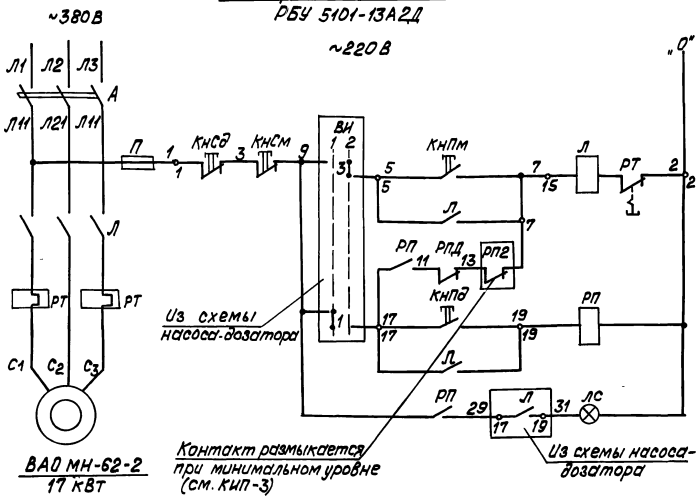 РБУ 5101-13А2Д
~380В
~220В
„О"
Л1
Л2
Л3
А
Л11
Л21
Л11
П
1
1
КнСд
3
КнСм
9
ВИ
1
2
3
5
5
КнПм
7
15
Л
РТ
2
2
Л
7
Л
РП
11
РПД
13
РП2
РТ
РТ
Из схемы
насоса-дозатора
1
17
17
КнПд
19
19
РП
Л
С1
С2
С3
РП
29
17
Л
19
31
ЛС
ВАО МН-62-2
17 кВт
Контакт размыкается
при минимальном уровне
(см. КИП-3)
Из схемы насоса-
дозатора